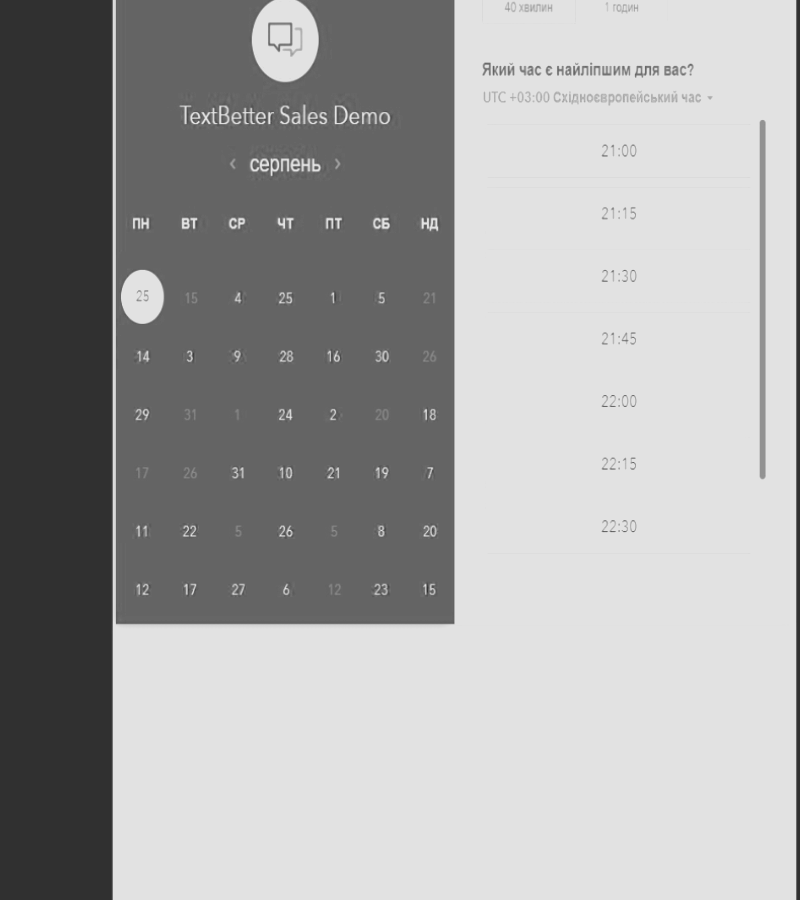 TextBetter Sales Demo
‹ серпень ›
ПН ВТ СР ЧТ ПТ СБ НД
25 15 4 25 1 5 21
14 3 9 28 16 30 26
29 31 1 24 2 20 18
17 26 31 10 21 19 7
11 22 5 26 5 8 20
12 17 27 6 12 23 15
40 хвилин 1 годин
Який час є найліпшим для вас?
UTC +03:00 Східноєвропейський час
21:00
21:15
21:30
21:45
22:00
22:15
22:30